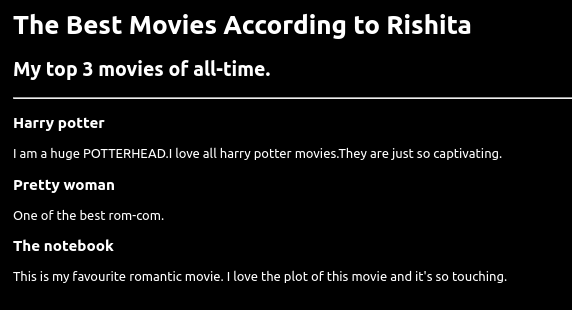 The Best Movies According to Rishita
My top 3 movies of all-time.
Harry potter
I am a huge POTTERHEAD.I love all harry potter movies.They are just so captivating.
Pretty woman
One of the best rom-com.
The notebook
This is my favourite romantic movie. I love the plot of this movie and it's so touching.